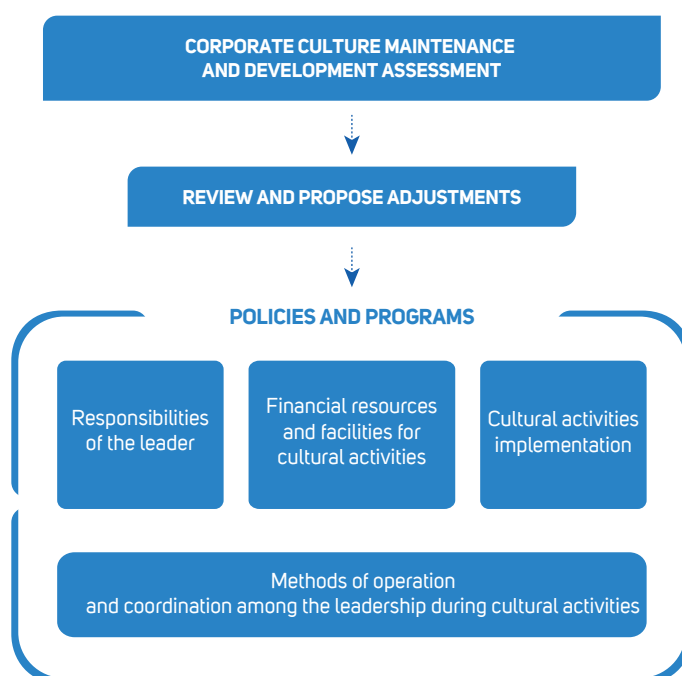 CORPORATE CULTURE MAINTENANCE
AND DEVELOPMENT ASSESSMENT
REVIEW AND PROPOSE ADJUSTMENTS
POLICIES AND PROGRAMS
Responsibilities
of the leader
Financial resources
and facilities for
cultural activities
Cultural activities
implementation
Methods of operation
and coordination among the leadership during cultural activities